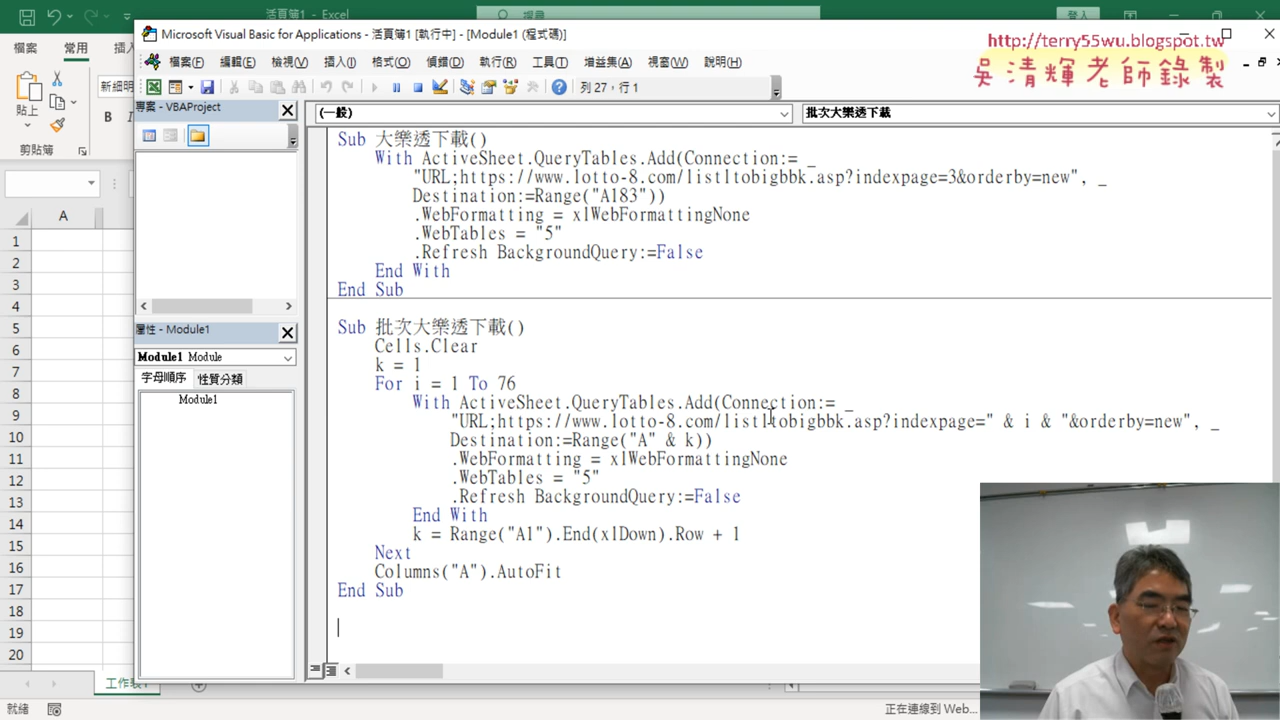 活頁簿1 - Excel
搜尋
登入
檔案
常用
插入
貼上
剪貼簿
新細明
B
A
1
2
3
4
5
6
7
8
9
10
11
12
13
14
15
16
17
18
19
20
工作表1
就緒
正在連線到 Web...
Microsoft Visual Basic for Applications - 活頁簿1 [執行中] - [Module1 (程式碼)]
檔案(F) 編輯(E) 檢視(V) 插入(I) 格式(O) 偵錯(D) 執行(R) 工具(T) 增益集(A) 視窗(W) 說明(H)
列 27，行 1
http://terry55wu.blogspot.tw
吳清輝老師錄製
專案 - VBAProject
屬性 - Module1
Module1 Module
字母順序 性質分類
Module1
(一般)
批次大樂透下載
Sub 大樂透下載()
With ActiveSheet.QueryTables.Add(Connection:= _
"URL;https://www.lotto-8.com/listltobigbbk.asp?indexpage=3&orderby=new", _
Destination:=Range("A183"))
.WebFormatting = xlWebFormattingNone
.WebTables = "5"
.Refresh BackgroundQuery:=False
End With
End Sub
Sub 批次大樂透下載()
Cells.Clear
k = 1
For i = 1 To 76
With ActiveSheet.QueryTables.Add(Connection:= _
"URL;https://www.lotto-8.com/listltobigbbk.asp?indexpage=" & i & "&orderby=new", _
Destination:=Range("A" & k))
.WebFormatting = xlWebFormattingNone
.WebTables = "5"
.Refresh BackgroundQuery:=False
End With
k = Range("A1").End(xlDown).Row + 1
Next
Columns("A").AutoFit
End Sub